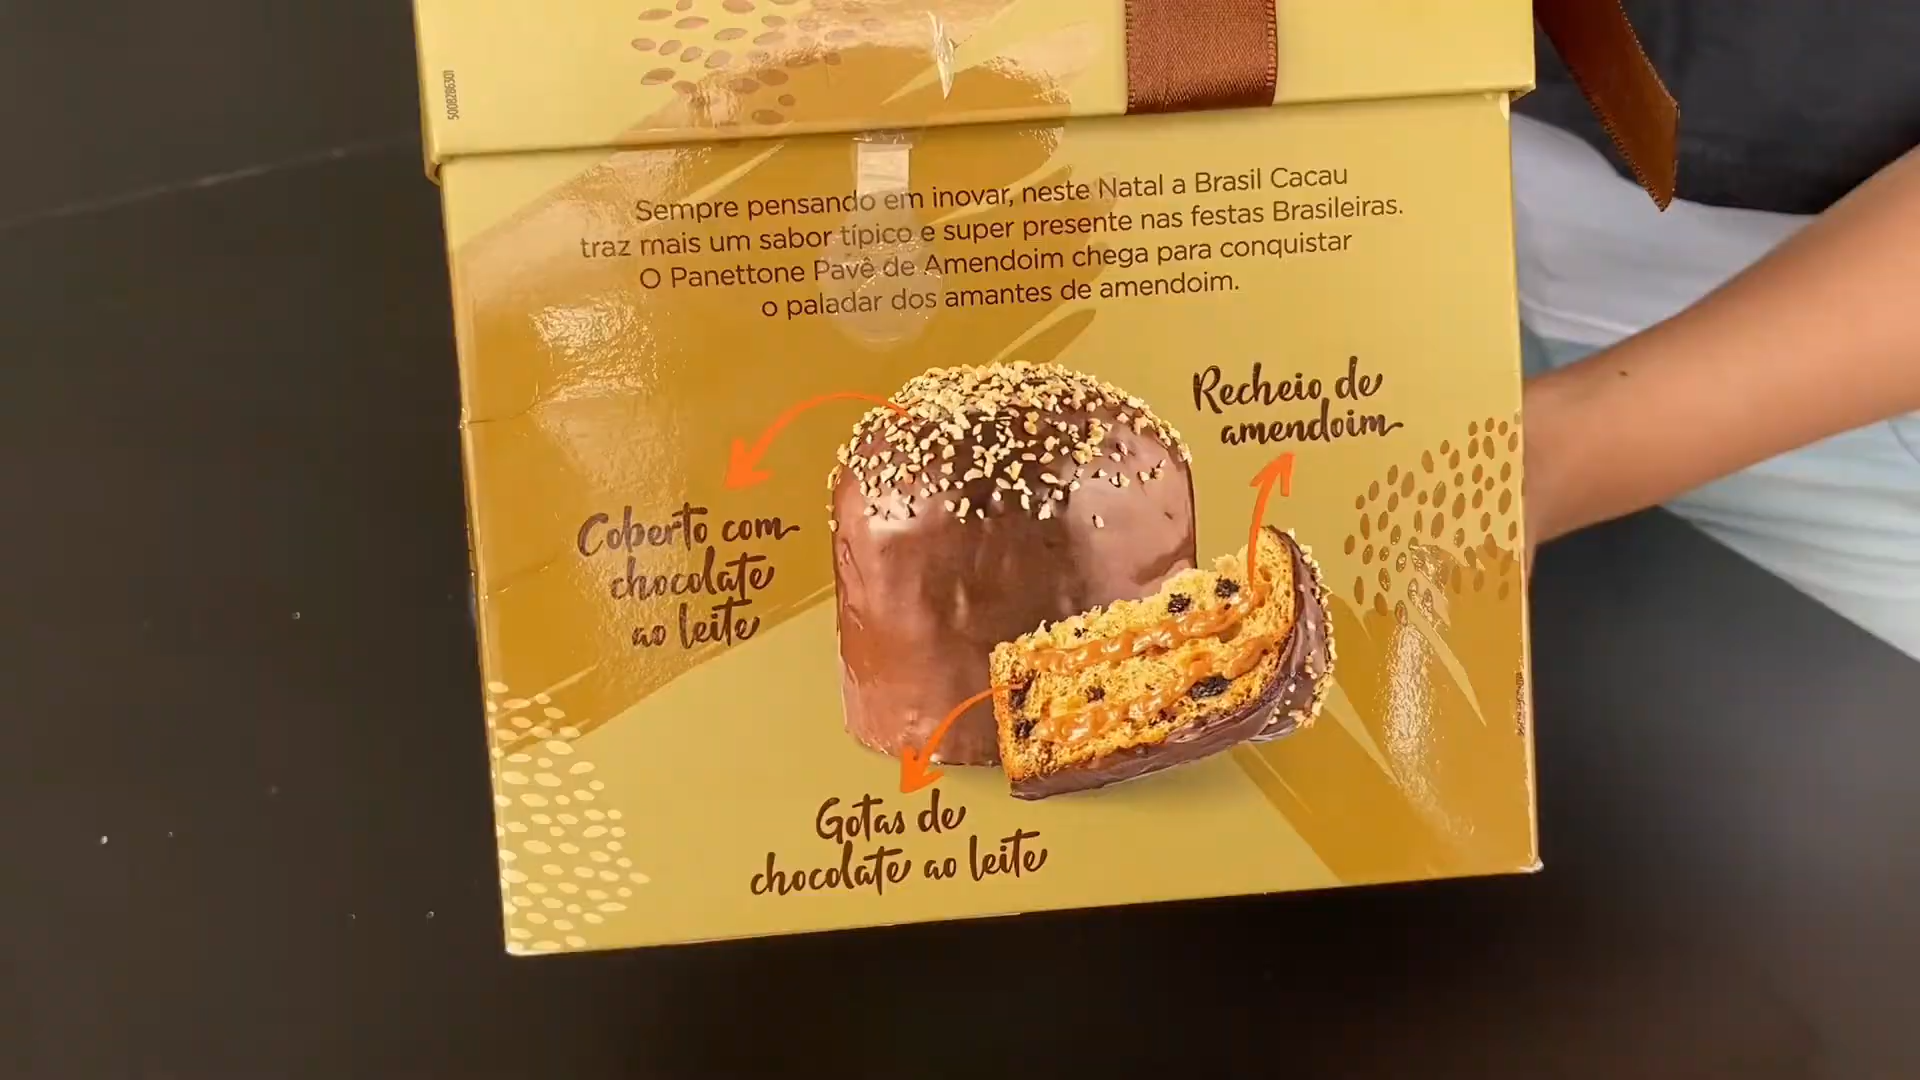 5008286301
Sempre pensando em inovar, neste Natal a Brasil Cacau
traz mais um sabor típico e super presente nas festas Brasileiras.
O Panettone Pavê de Amendoim chega para conquistar
o paladar dos amantes de amendoim.
Recheio de
amendoim
Coberto com
chocolate
ao leite
Gotas de
chocolate ao leite